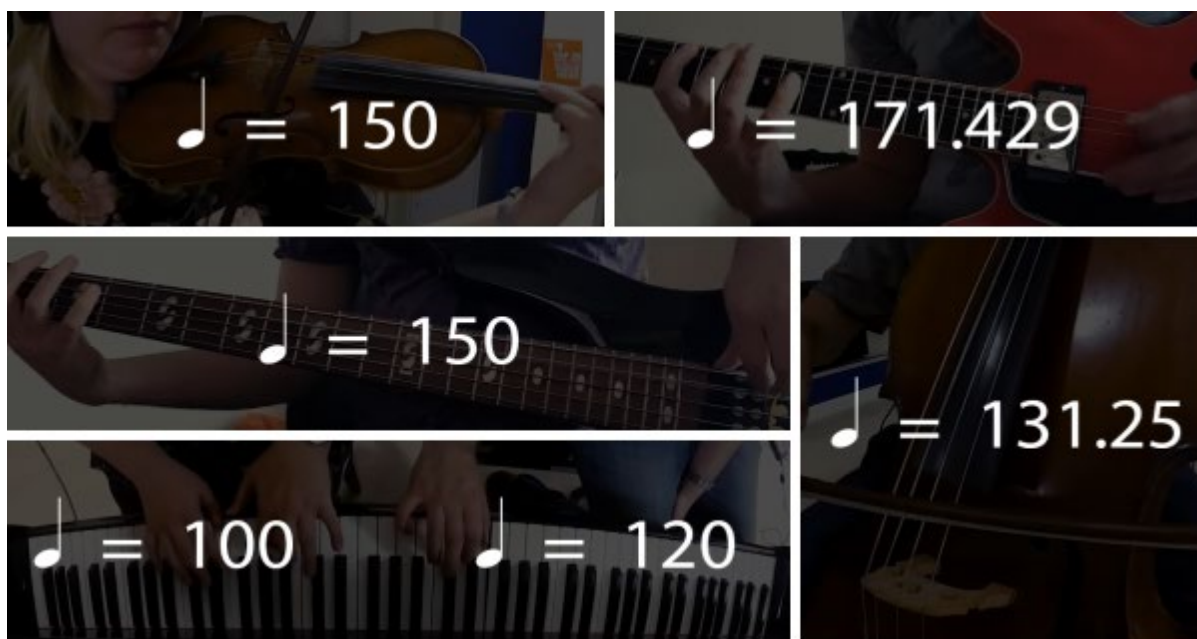 ♩ = 150
♩ = 171.429
♩ = 150
♩ = 131.25
♩ = 100
♩ = 120